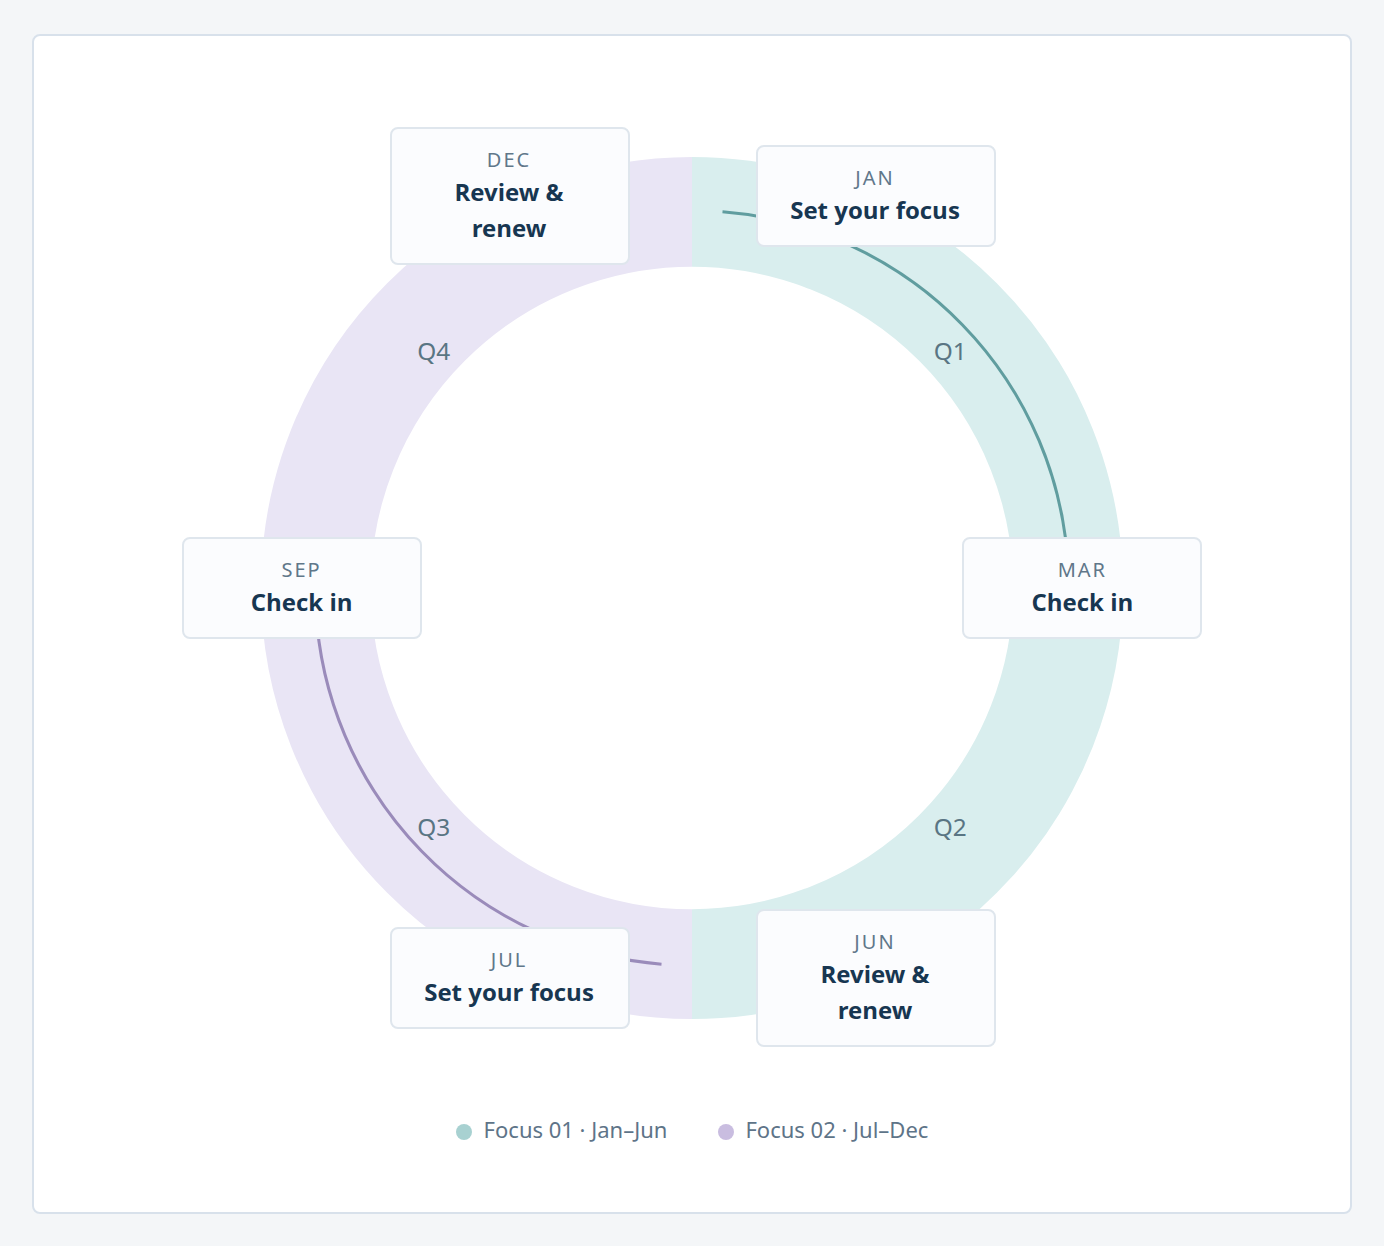 DEC
Review &
renew
JAN
Set your focus
Q4
Q1
SEP
Check in
MAR
Check in
Q3
Q2
JUL
Set your focus
JUN
Review &
renew
Focus 01 · Jan–Jun
Focus 02 · Jul–Dec